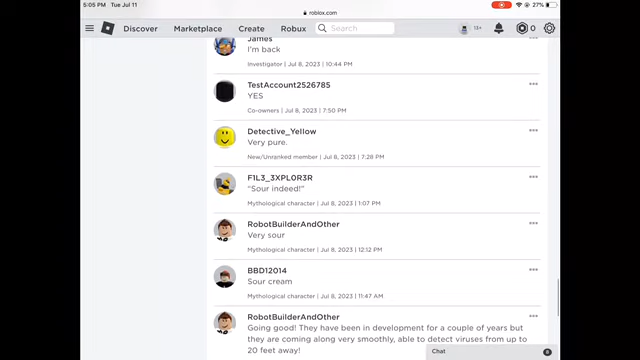 5:05 PM Tue Jul 11
27%
roblox.com
Discover Marketplace Create Robux Search 13+ 0
James
I'm back
Investigator | Jul 8, 2023 | 10:44 PM
TestAccount2526785
YES
Co-owners | Jul 8, 2023 | 7:50 PM
Detective_Yellow
Very pure.
New/Unranked member | Jul 8, 2023 | 7:28 PM
F1L3_3XPL0R3R
"Sour indeed!"
Mythological character | Jul 8, 2023 | 1:07 PM
RobotBuilderAndOther
Very sour
Mythological character | Jul 8, 2023 | 12:12 PM
BBD12014
Sour cream
Mythological character | Jul 8, 2023 | 11:47 AM
RobotBuilderAndOther
Going good! They have been in development for a couple of years but
they are coming along very smoothly, able to detect viruses from up to
20 feet away!
Chat 0